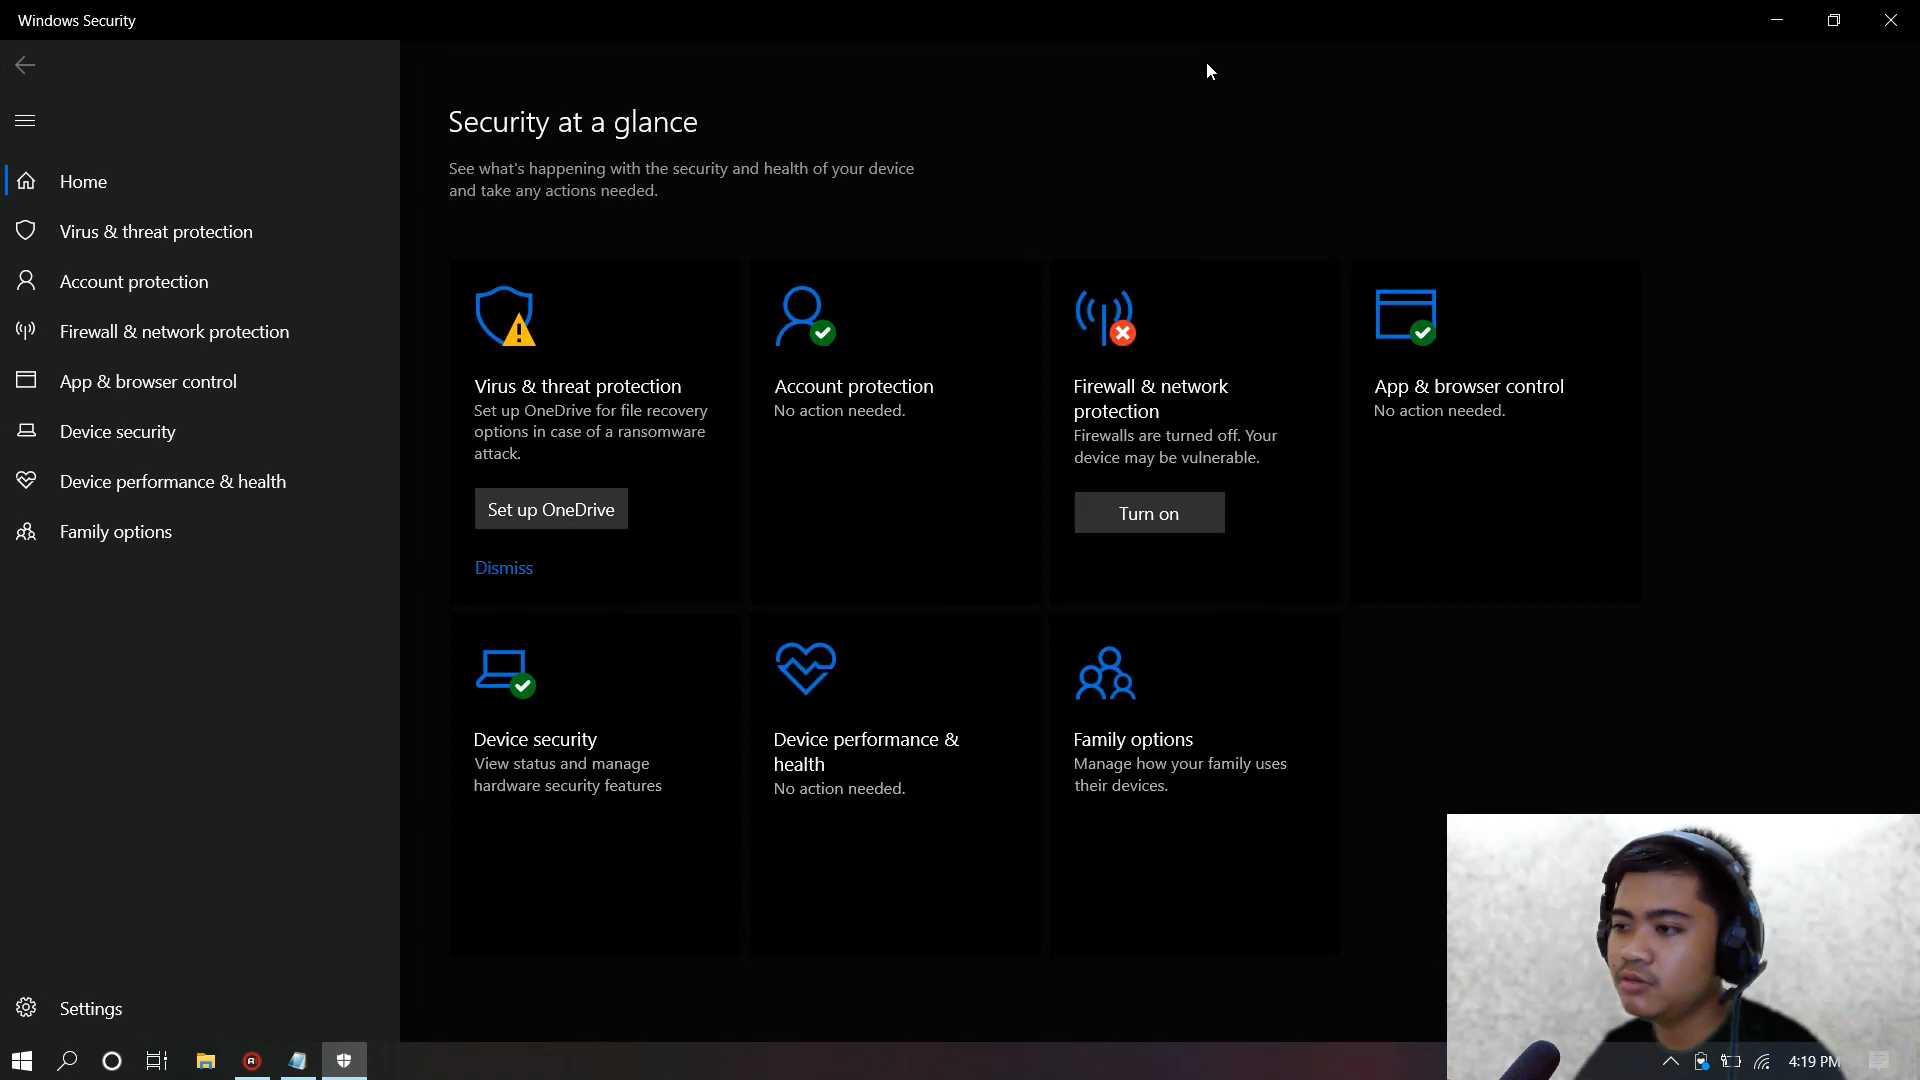 Windows Security
Home
Virus & threat protection
Account protection
Firewall & network protection
App & browser control
Device security
Device performance & health
Family options
Settings
Security at a glance
See what's happening with the security and health of your device
and take any actions needed.
Virus & threat protection
Set up OneDrive for file recovery
options in case of a ransomware
attack.
Set up OneDrive
Dismiss
Account protection
No action needed.
Firewall & network
protection
Firewalls are turned off. Your
device may be vulnerable.
Turn on
App & browser control
No action needed.
Device security
View status and manage
hardware security features
Device performance &
health
No action needed.
Family options
Manage how your family uses
their devices.
4:19 PM